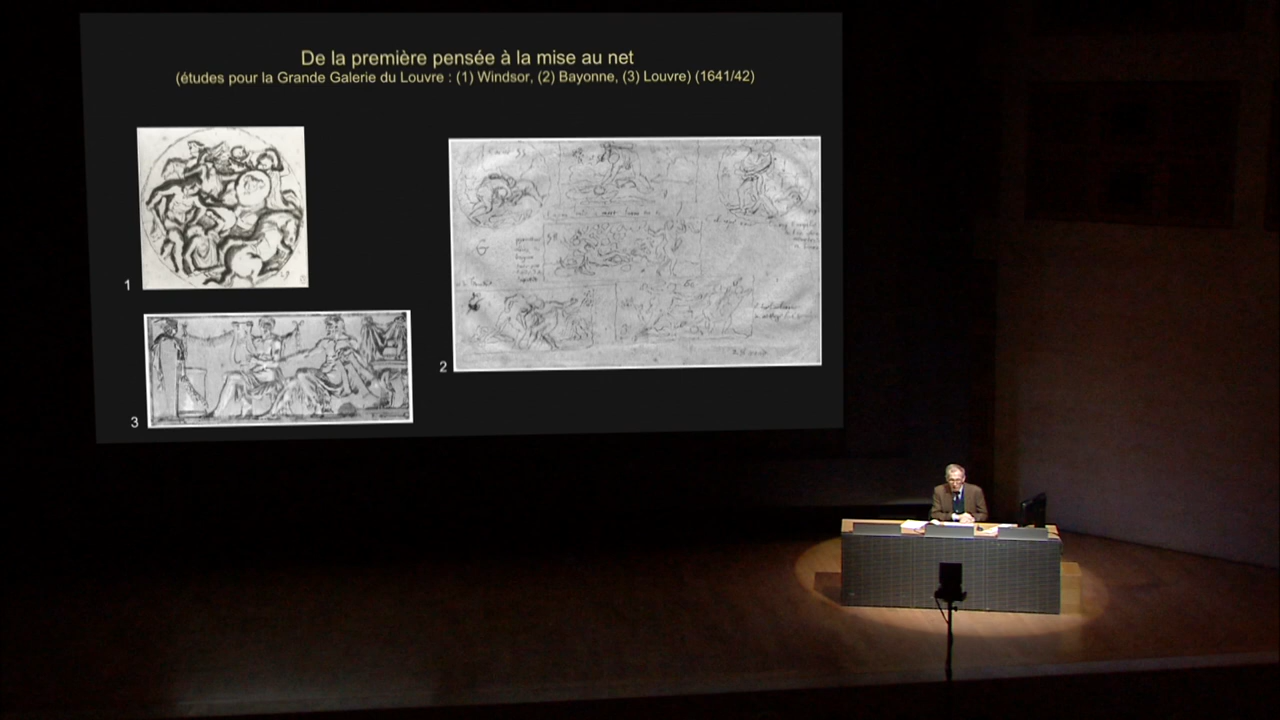 De la première pensée à la mise au net
(études pour la Grande Galerie du Louvre : (1) Windsor, (2) Bayonne, (3) Louvre) (1641/42)
1
2
3